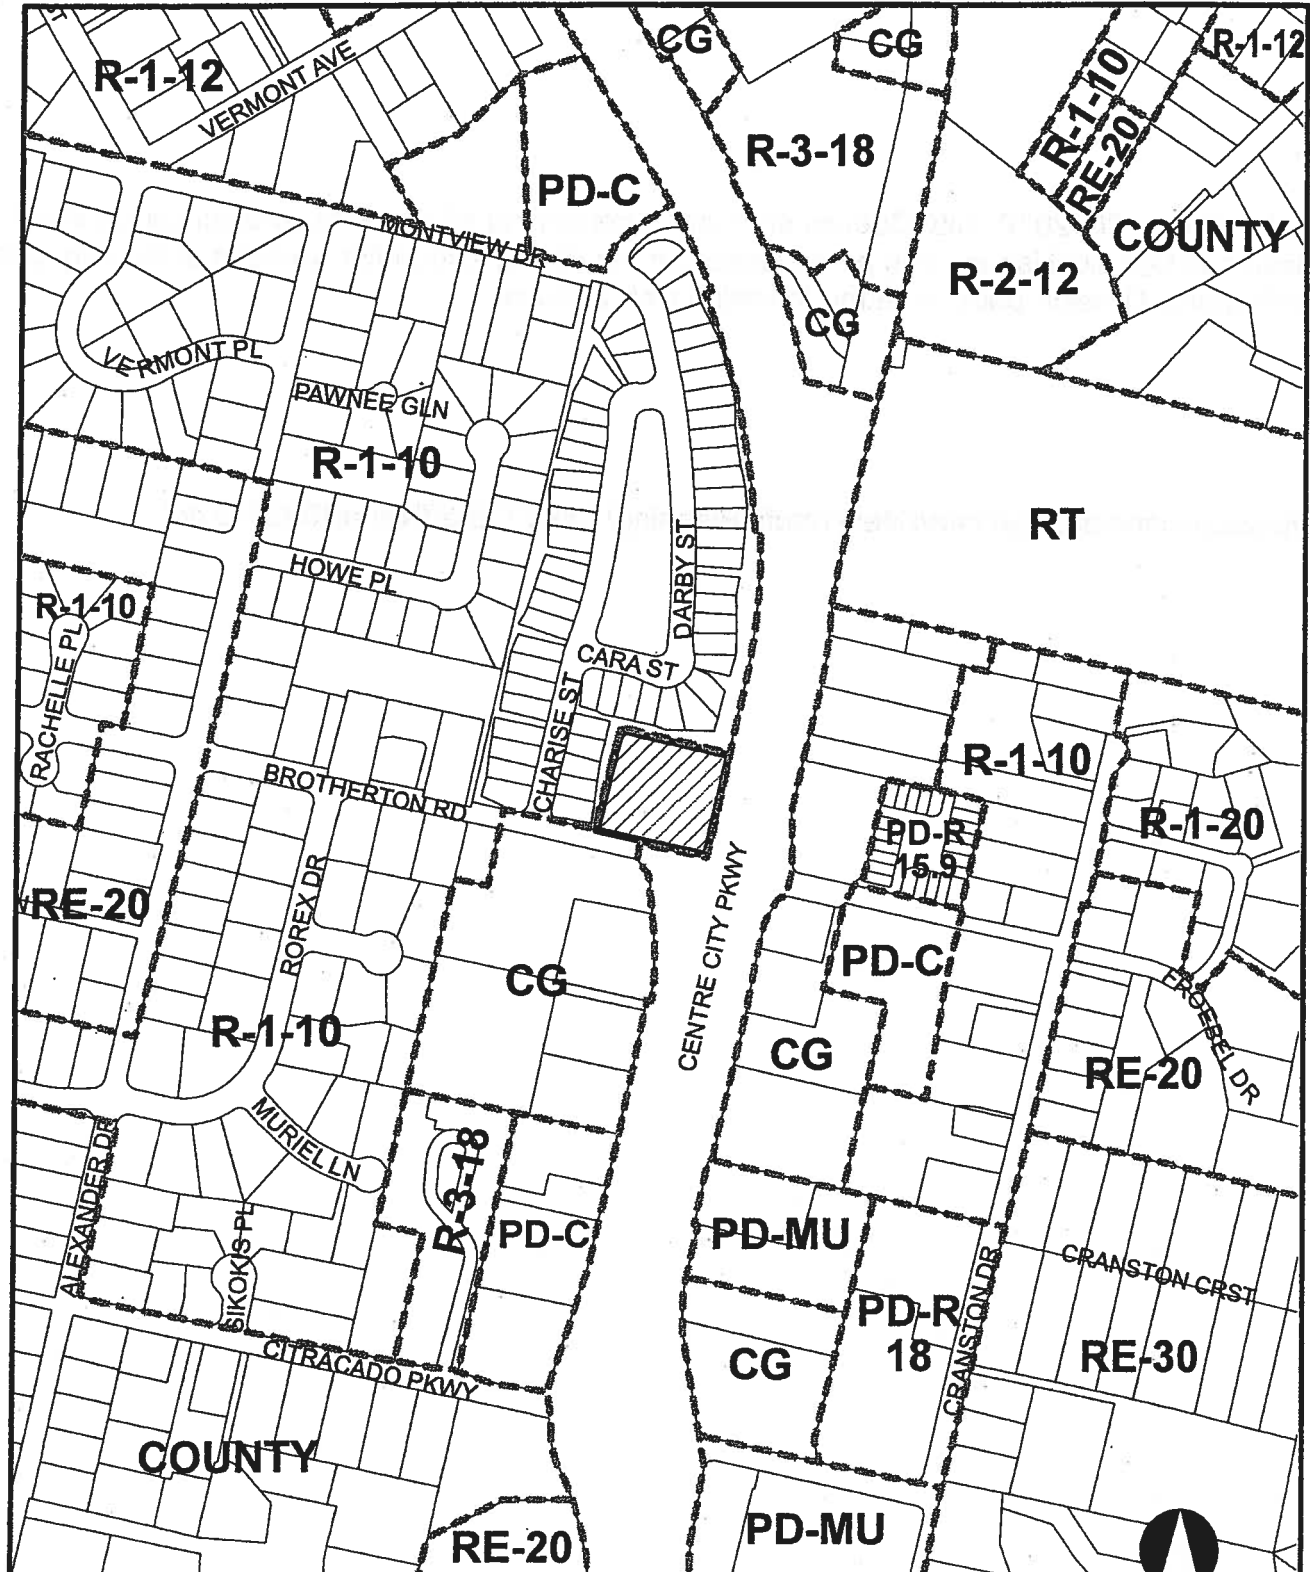 ST
R-1-12
VERMONT AVE
CG
CG
R-1-12
R-1-10
RE-20
R-3-18
PD-C
MONTVIEW DR
COUNTY
R-2-12
CG
VERMONT PL
PAWNEE GLN
R-1-10
RT
HOWE PL
DARBY ST
R-1-10
RACHELLE PL
CARA ST
CHARISE ST
R-1-10
BROTHERTON RD
PD-R
15.9
R-1-20
RE-20
ROREX DR
CENTRE CITY PKWY
PD-C
CG
FROEBEL DR
R-1-10
CG
RE-20
MURIEL LN
ALEXANDER DR
R-3-18
SIKOKIS PL
PD-C
PD-MU
CRANSTON DR
CRANSTON CRST
PD-R
18
CITRACADO PKWY
CG
RE-30
COUNTY
RE-20
PD-MU